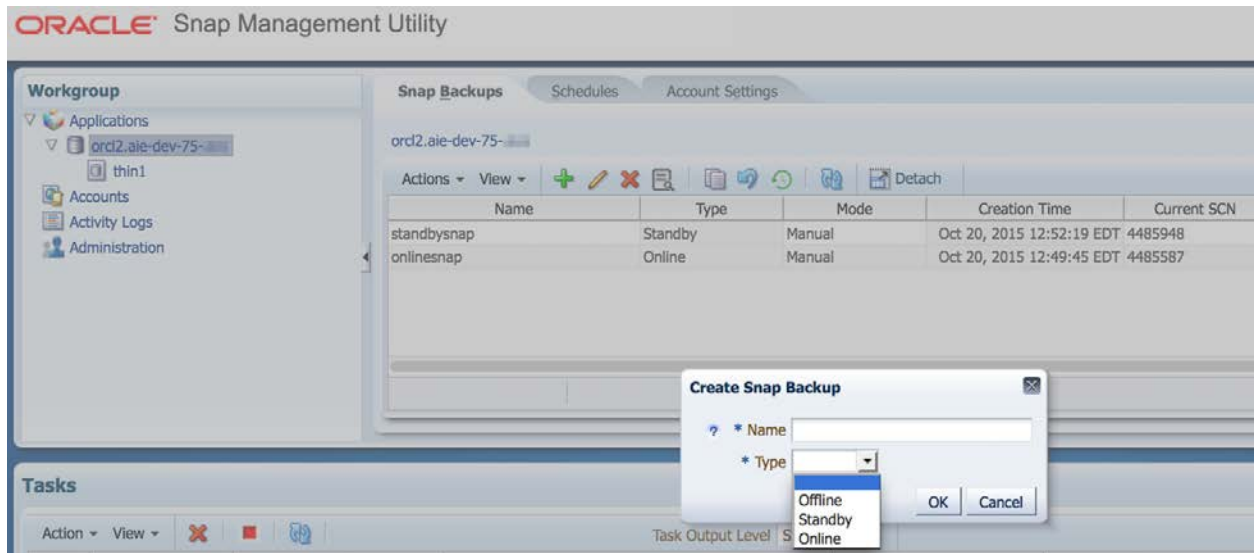 ORACLE Snap Management Utility
Workgroup
Applications
orcl2.aie-dev-75-
thin1
Accounts
Activity Logs
Administration
Snap Backups Schedules Account Settings
orcl2.aie-dev-75-
Actions View Detach
Name Type Mode Creation Time Current SCN
standbysnap Standby Manual Oct 20, 2015 12:52:19 EDT 4485948
onlinesnap Online Manual Oct 20, 2015 12:49:45 EDT 4485587
Create Snap Backup
? * Name
* Type
Offline
Standby
Online
OK Cancel
Tasks
Action View Task Output Level S